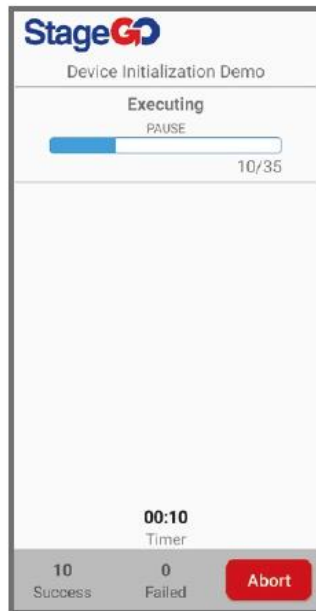 StageGO
Device Initialization Demo
Executing
PAUSE
10/35
00:10
Timer
10 0
Success Failed
Abort